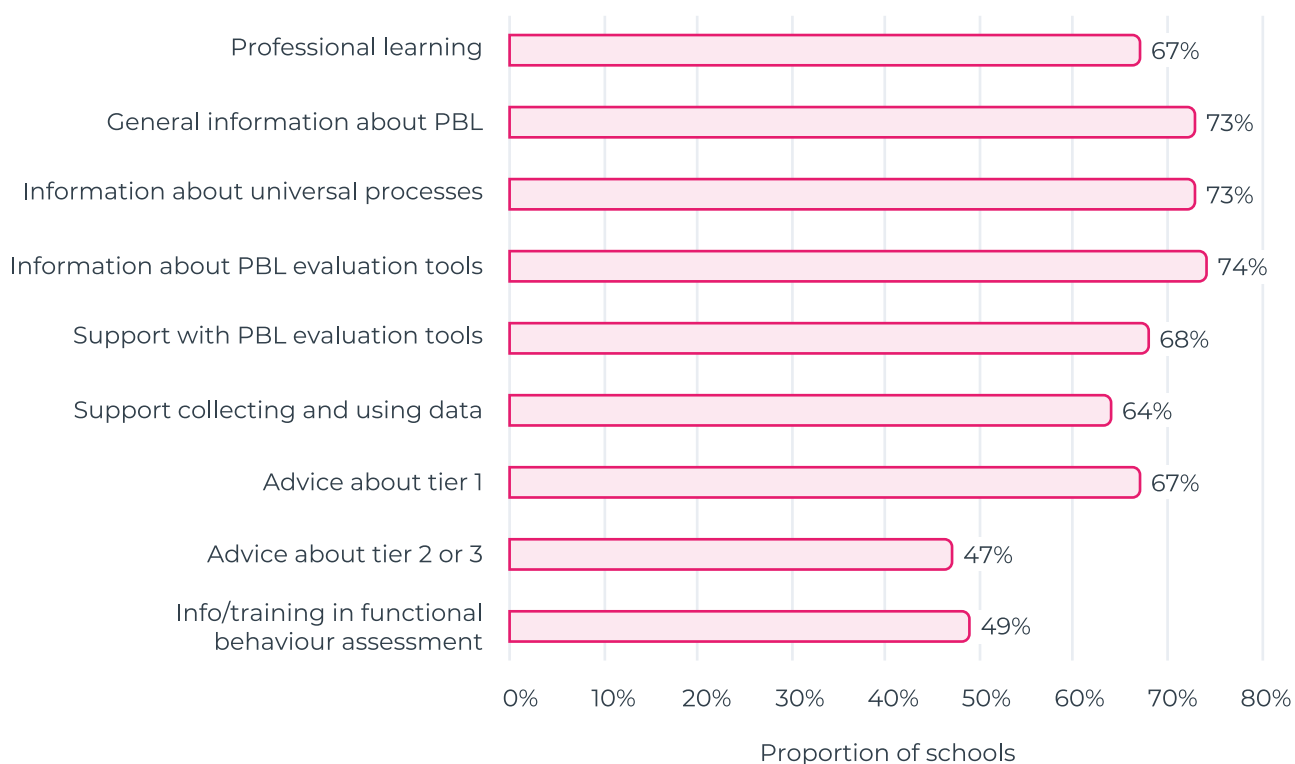 Professional learning
67%
General information about PBL
73%
Information about universal processes
73%
Information about PBL evaluation tools
74%
Support with PBL evaluation tools
68%
Support collecting and using data
64%
Advice about tier 1
67%
Advice about tier 2 or 3
47%
Info/training in functional
behaviour assessment
49%
0% 10% 20% 30% 40% 50% 60% 70% 80%
Proportion of schools